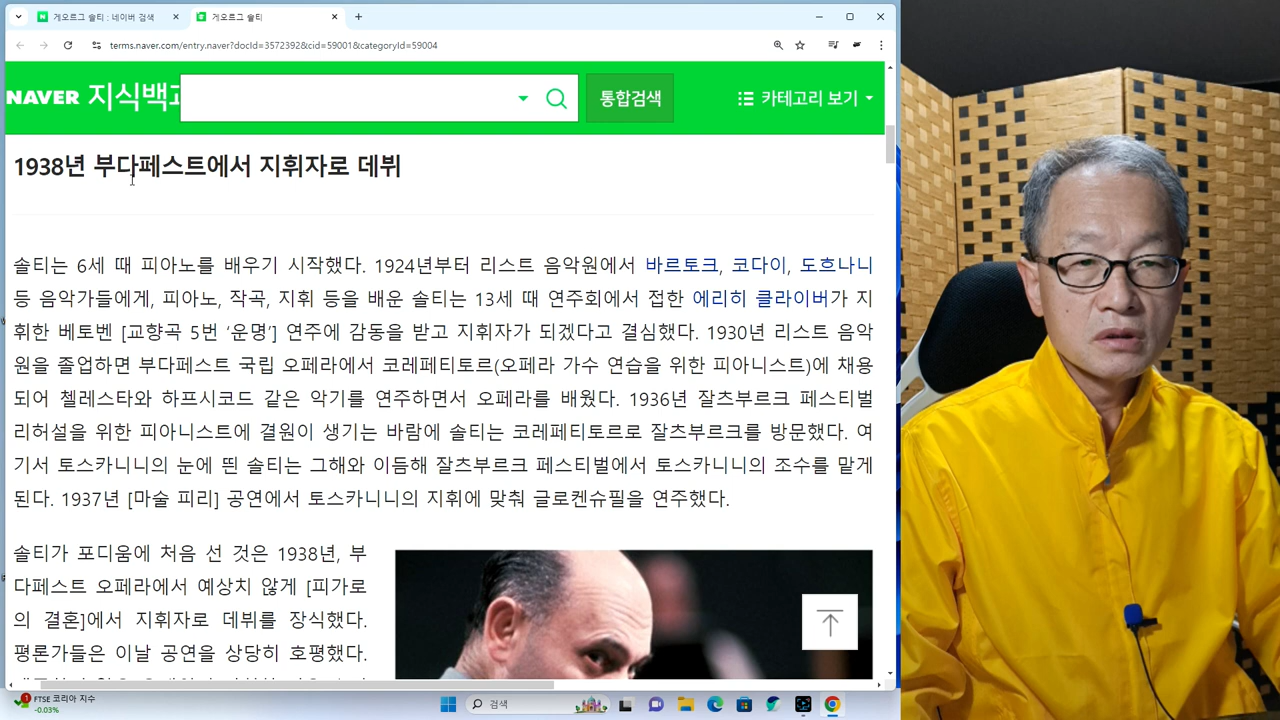 게오르그 솔티 : 네이버 검색
게오르그 솔티
terms.naver.com/entry.naver?docId=3572392&cid=59001&categoryId=59004
NAVER 지식백과
통합검색
카테고리 보기
1938년 부다페스트에서 지휘자로 데뷔
솔티는 6세 때 피아노를 배우기 시작했다. 1924년부터 리스트 음악원에서 바르토크, 코다이, 도흐나니
등 음악가들에게, 피아노, 작곡, 지휘 등을 배운 솔티는 13세 때 연주회에서 접한 에리히 클라이버가 지
휘한 베토벤 [교향곡 5번 ‘운명’] 연주에 감동을 받고 지휘자가 되겠다고 결심했다. 1930년 리스트 음악
원을 졸업하면 부다페스트 국립 오페라에서 코레페티토르(오페라 가수 연습을 위한 피아니스트)에 채용
되어 첼레스타와 하프시코드 같은 악기를 연주하면서 오페라를 배웠다. 1936년 잘츠부르크 페스티벌
리허설을 위한 피아니스트에 결원이 생기는 바람에 솔티는 코레페티토르로 잘츠부르크를 방문했다. 여
기서 토스카니니의 눈에 띈 솔티는 그해와 이듬해 잘츠부르크 페스티벌에서 토스카니니의 조수를 맡게
된다. 1937년 [마술 피리] 공연에서 토스카니니의 지휘에 맞춰 글로켄슈필을 연주했다.
솔티가 포디움에 처음 선 것은 1938년, 부
다페스트 오페라에서 예상치 않게 [피가로
의 결혼]에서 지휘자로 데뷔를 장식했다.
평론가들은 이날 공연을 상당히 호평했다.
FTSE 코리아 지수
-0.03%
검색